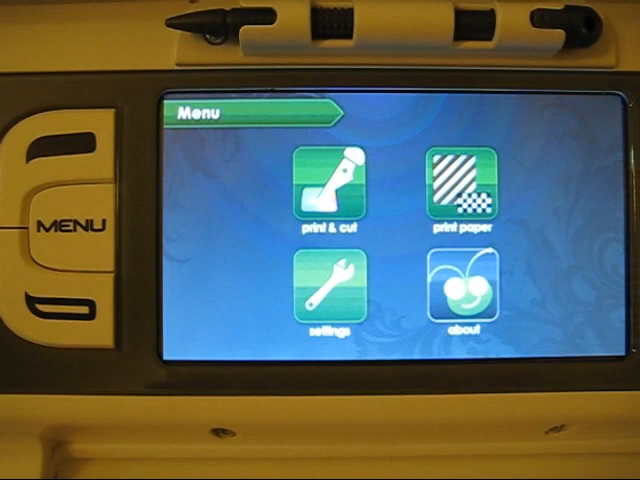 Menu
MENU
print & cut
print paper
settings
about